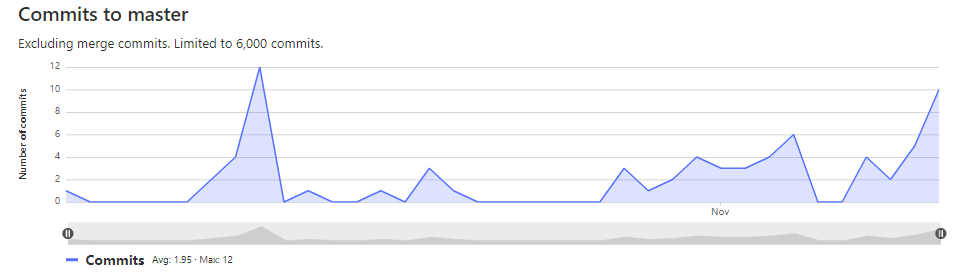 Commits to master
Excluding merge commits. Limited to 6,000 commits.
Number of commits
12
10
8
6
4
2
0
Nov
Commits Avg: 1.95 · Max: 12